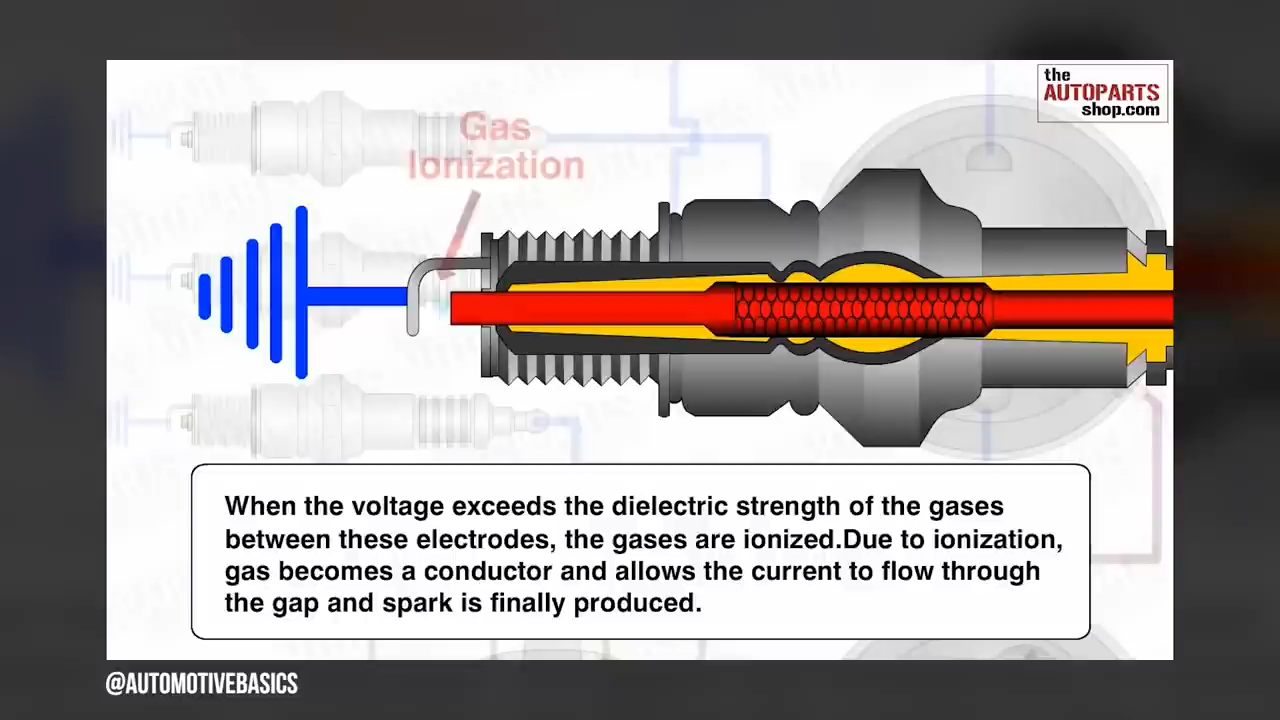 the
AUTOPARTS
shop.com
Gas
Ionization
When the voltage exceeds the dielectric strength of the gases
between these electrodes, the gases are ionized.Due to ionization,
gas becomes a conductor and allows the current to flow through
the gap and spark is finally produced.
@AUTOMOTIVEBASICS